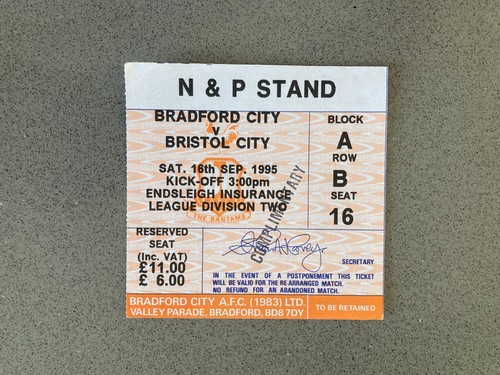 N & P STAND
BRADFORD CITY
v
BRISTOL CITY
SAT. 16th SEP. 1995
KICK-OFF 3:00pm
ENDSLEIGH INSURANCE
LEAGUE DIVISION TWO
THE BANTAMS
BLOCK
A
ROW
B
SEAT
16
COMPLIMENTARY
RESERVED
SEAT
(Inc. VAT)
£11.00
£ 6.00
SECRETARY
IN THE EVENT OF A POSTPONEMENT THIS TICKET
WILL BE VALID FOR THE RE-ARRANGED MATCH.
NO REFUND FOR AN ABANDONED MATCH.
BRADFORD CITY A.F.C. (1983) LTD.
VALLEY PARADE, BRADFORD. BD8 7DY
TO BE RETAINED